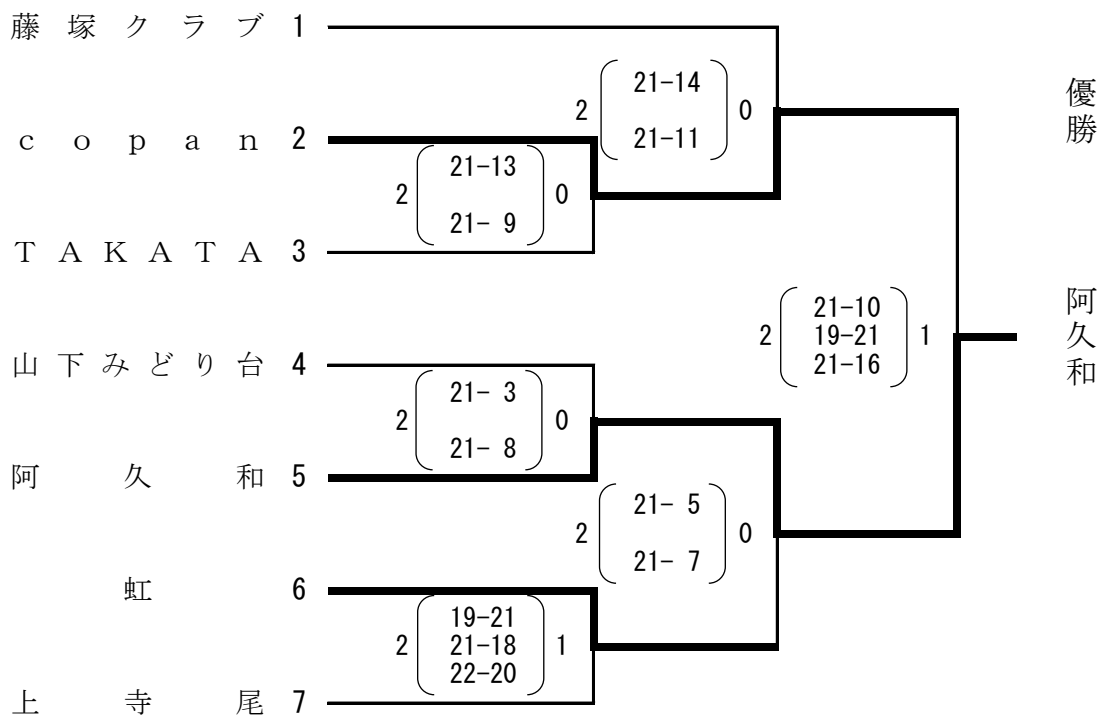 藤塚クラブ 1
2 21-14 0
21-11
優勝
copan 2
2 21-13 0
21- 9
TAKATA 3
2 21-10 1
19-21
21-16
阿久和
山下みどり台 4
2 21- 3 0
21- 8
阿久和 5
2 21- 5 0
21- 7
虹 6
2 19-21 1
21-18
22-20
上寺尾 7